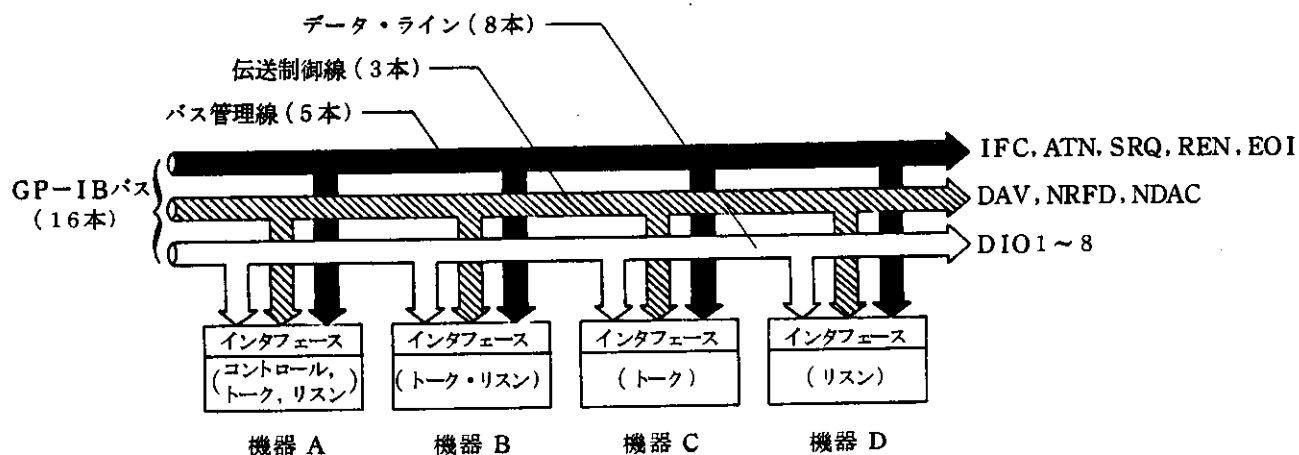 データ・ライン(8本)
伝送制御線(3本)
バス管理線(5本)
IFC, ATN, SRQ, REN, EOI
GP-IBバス
(16本)
DAV, NRFD, NDAC
DIO1~8
インタフェース
(コントロール,
トーク, リスン)
インタフェース
(トーク・リスン)
インタフェース
(トーク)
インタフェース
(リスン)
機器 A
機器 B
機器 C
機器 D